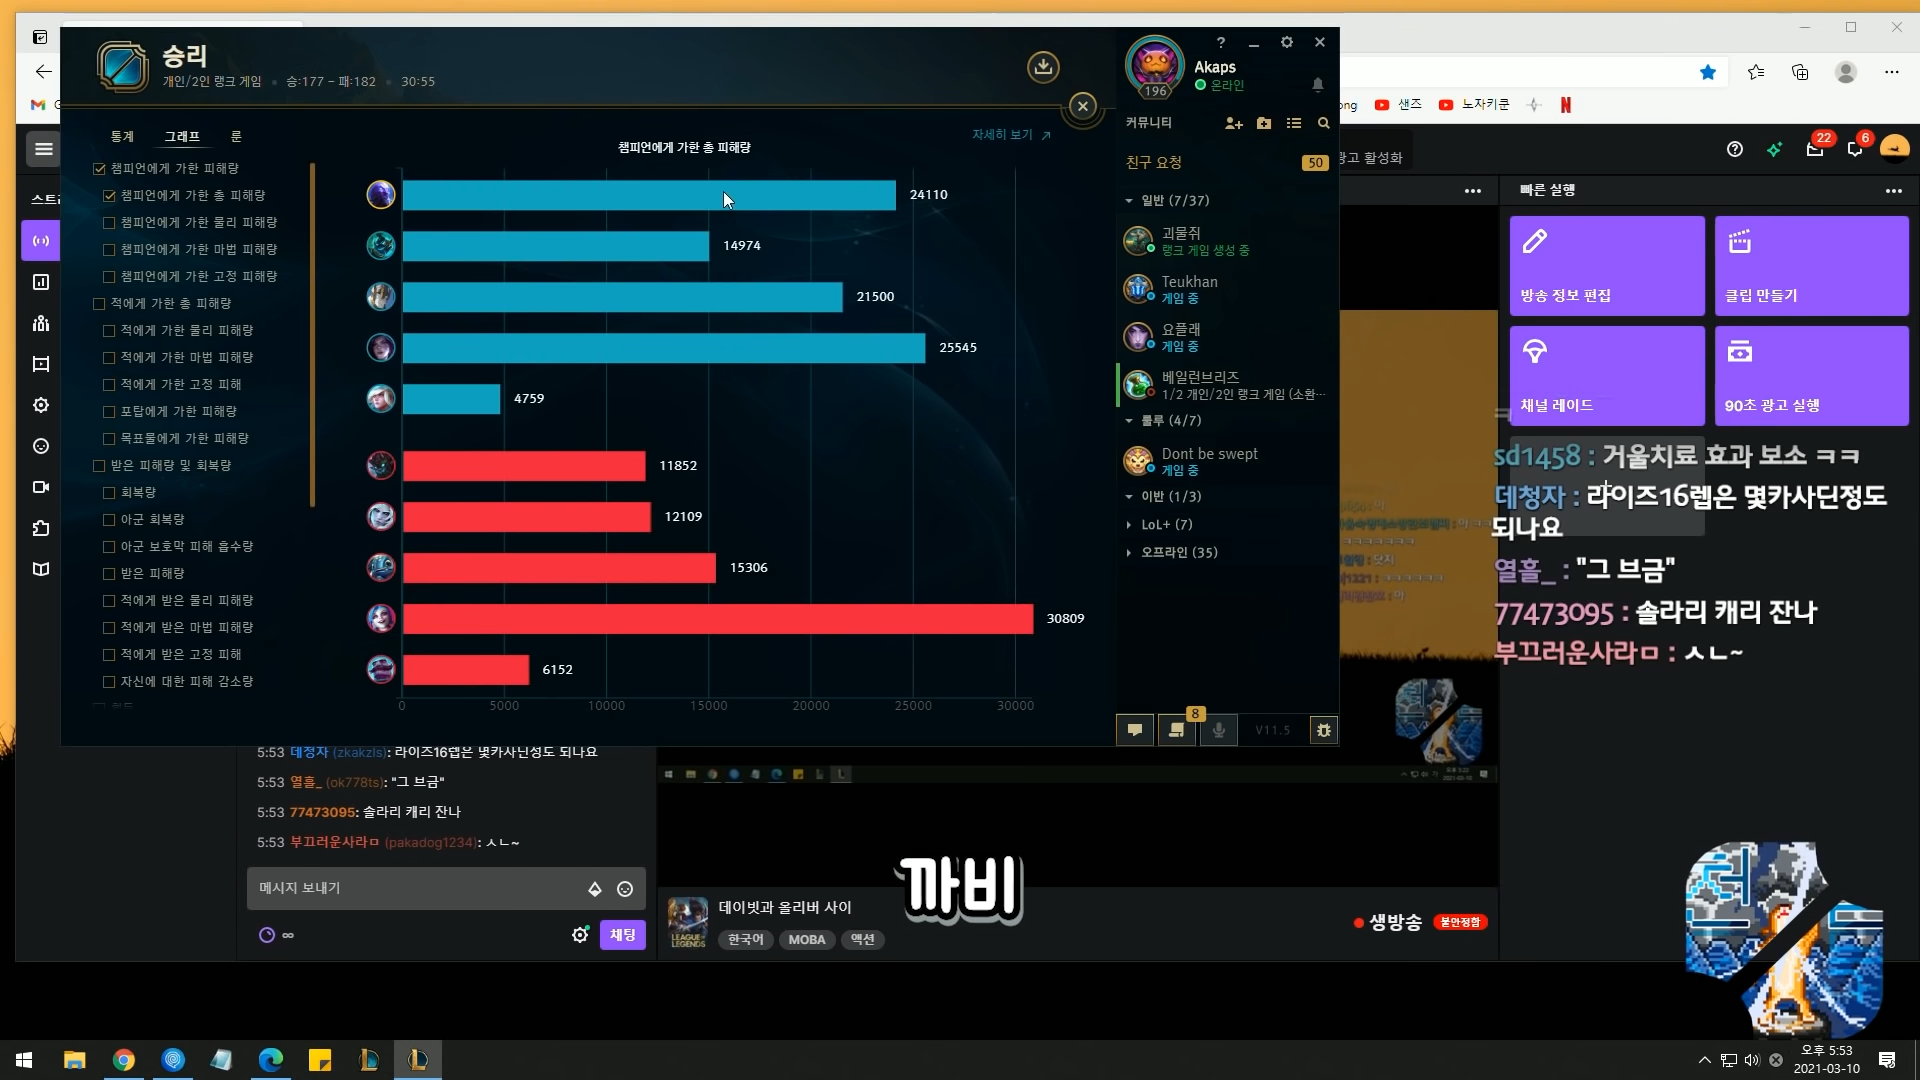 승리
개인/2인 랭크 게임 • 승:177 – 패:182 • 30:55
통계 그래프 룬
자세히 보기
챔피언에게 가한 총 피해량
챔피언에게 가한 피해량
챔피언에게 가한 총 피해량
챔피언에게 가한 물리 피해량
챔피언에게 가한 마법 피해량
챔피언에게 가한 고정 피해량
적에게 가한 총 피해량
적에게 가한 물리 피해량
적에게 가한 마법 피해량
적에게 가한 고정 피해
포탑에게 가한 피해량
목표물에게 가한 피해량
받은 피해량 및 회복량
회복량
아군 회복량
아군 보호막 피해 흡수량
받은 피해량
적에게 받은 물리 피해량
적에게 받은 마법 피해량
적에게 받은 고정 피해
자신에 대한 피해 감소량
24110
14974
21500
25545
4759
11852
12109
15306
30809
6152
0 5000 10000 15000 20000 25000 30000
Akaps
196
온라인
커뮤니티
친구 요청 50
일반 (7/37)
괴물쥐
랭크 게임 생성 중
Teukhan
게임 중
요플래
게임 중
베일런브리즈
1/2 개인/2인 랭크 게임 (소환···
룰루 (4/7)
Dont be swept
게임 중
이반 (1/3)
LoL+ (7)
오프라인 (35)
8
V11.5
ong 샌즈 노자키쿤
광고 활성화
22 6
빠른 실행
방송 정보 편집
클립 만들기
채널 레이드
90초 광고 실행
ㅋ
sd1458 : 거울치료 효과 보소 ㅋㅋ
데청자 : 라이즈16렙은 몇카사딘정도
되나요
열흘_ : "그 브금"
77473095 : 솔라리 캐리 잔나
부끄러운사라ㅁ : ㅅㄴ~
스트
5:53 데청자 (zkakzls): 라이즈16렙은 몇카사딘정도 되나요
5:53 열흘_ (ok778ts): "그 브금"
5:53 77473095: 솔라리 캐리 잔나
5:53 부끄러운사라ㅁ (pakadog1234): ㅅㄴ~
메시지 보내기
∞
채팅
까비
LEAGUE LEGENDS
데이빗과 올리버 사이
한국어 MOBA 액션
생방송 불안정함
오후 5:53
2021-03-10